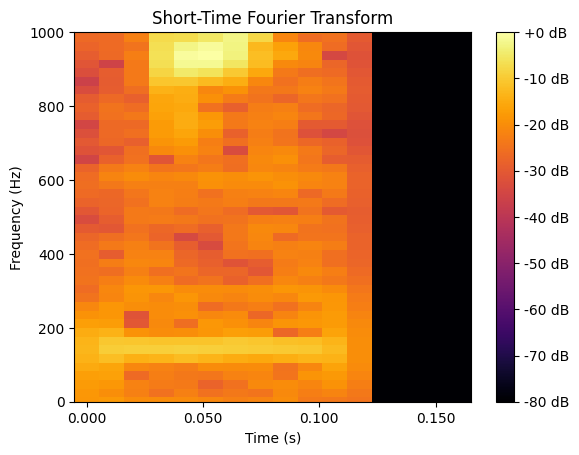 Short-Time Fourier Transform
Frequency (Hz)
1000
800
600
400
200
0
0.000
0.050
0.100
0.150
Time (s)
+0 dB
-10 dB
-20 dB
-30 dB
-40 dB
-50 dB
-60 dB
-70 dB
-80 dB